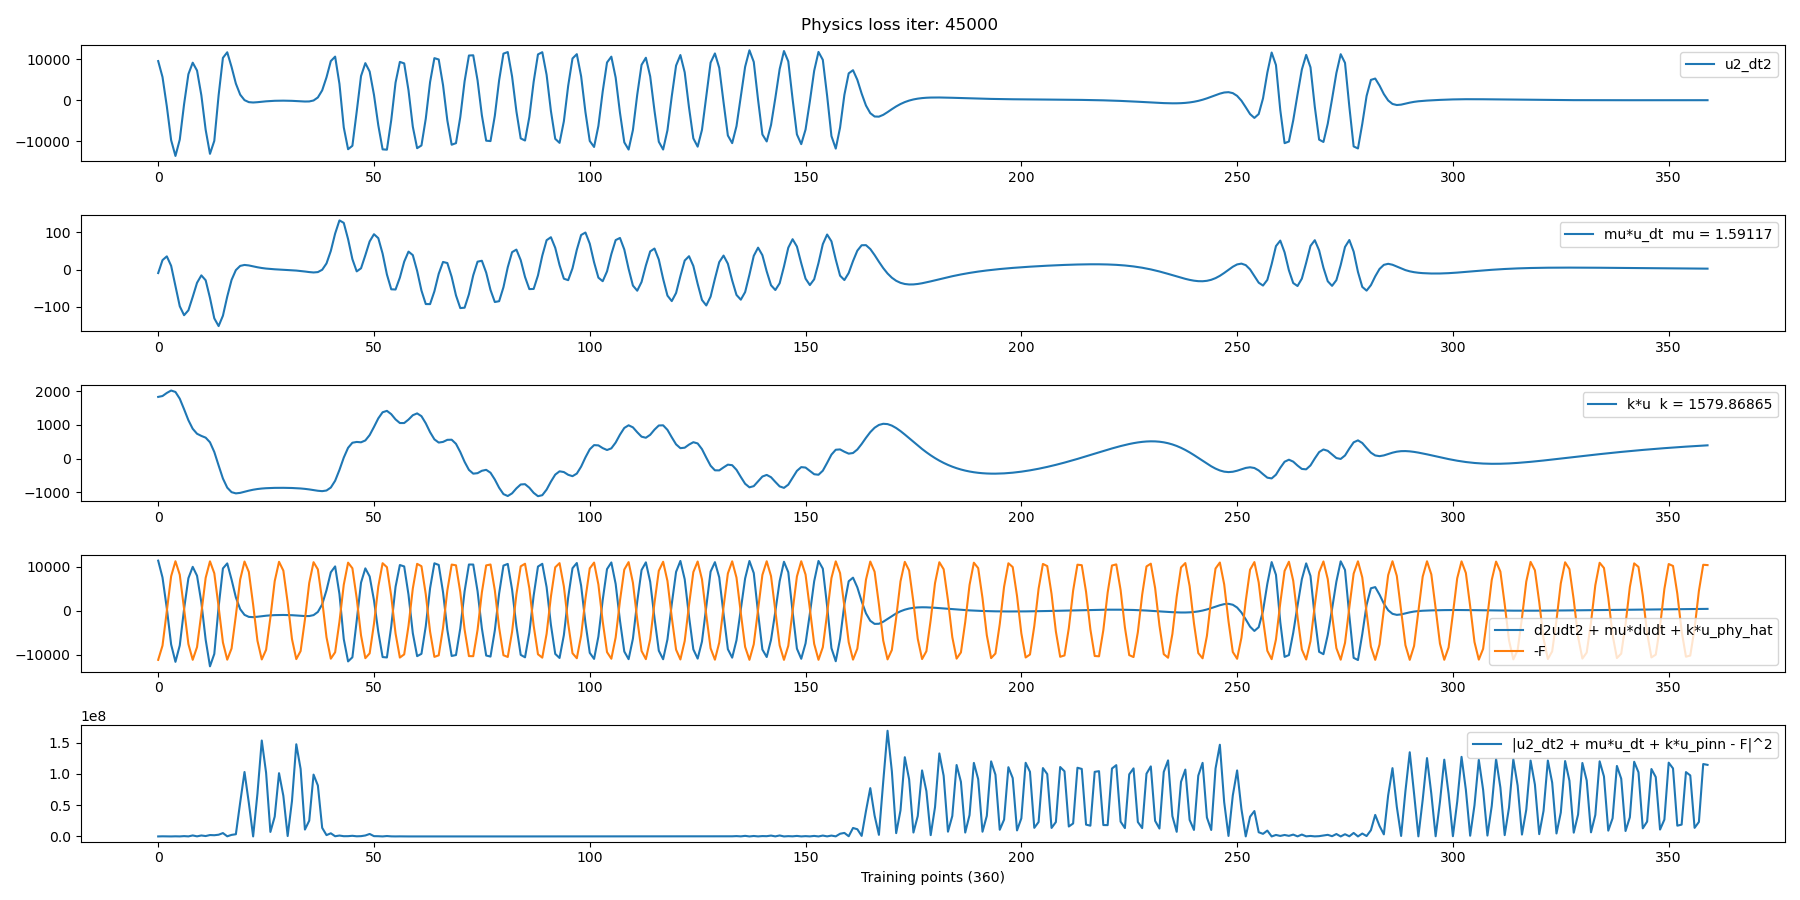 Physics loss iter: 45000
10000
0
−10000
u2_dt2
0 50 100 150 200 250 300 350
100
0
−100
mu*u_dt  mu = 1.59117
0 50 100 150 200 250 300 350
2000
1000
0
−1000
k*u  k = 1579.86865
0 50 100 150 200 250 300 350
10000
0
−10000
d2udt2 + mu*dudt + k*u_phy_hat
-F
0 50 100 150 200 250 300 350
1e8
1.5
1.0
0.5
0.0
|u2_dt2 + mu*u_dt + k*u_pinn - F|^2
0 50 100 150 200 250 300 350
Training points (360)